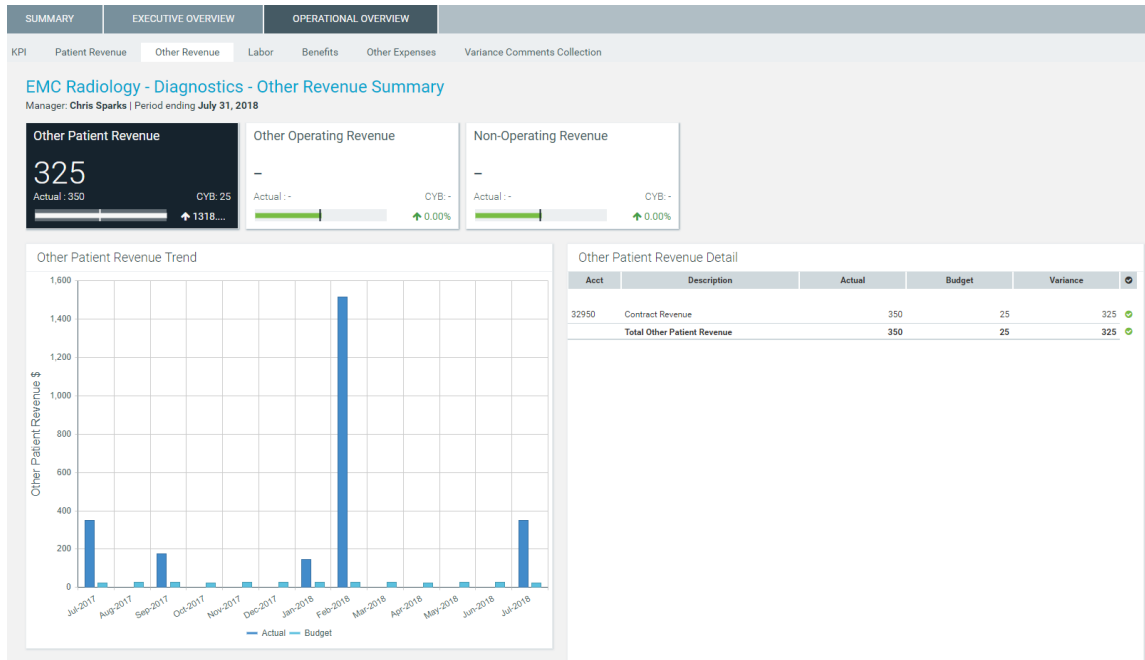 SUMMARY EXECUTIVE OVERVIEW OPERATIONAL OVERVIEW
KPI Patient Revenue Other Revenue Labor Benefits Other Expenses Variance Comments Collection
EMC Radiology - Diagnostics - Other Revenue Summary
Manager: Chris Sparks | Period ending July 31, 2018
Other Patient Revenue
325
Actual : 350 CYB: 25
1318....
Other Operating Revenue
–
Actual : - CYB: -
0.00%
Non-Operating Revenue
–
Actual : - CYB: -
0.00%
Other Patient Revenue Trend
Other Patient Revenue $
1,600
1,400
1,200
1,000
800
600
400
200
0
Jul-2017 Aug-2017 Sep-2017 Oct-2017 Nov-2017 Dec-2017 Jan-2018 Feb-2018 Mar-2018 Apr-2018 May-2018 Jun-2018 Jul-2018
Actual Budget
Other Patient Revenue Detail
Acct Description Actual Budget Variance
32950 Contract Revenue 350 25 325
Total Other Patient Revenue 350 25 325